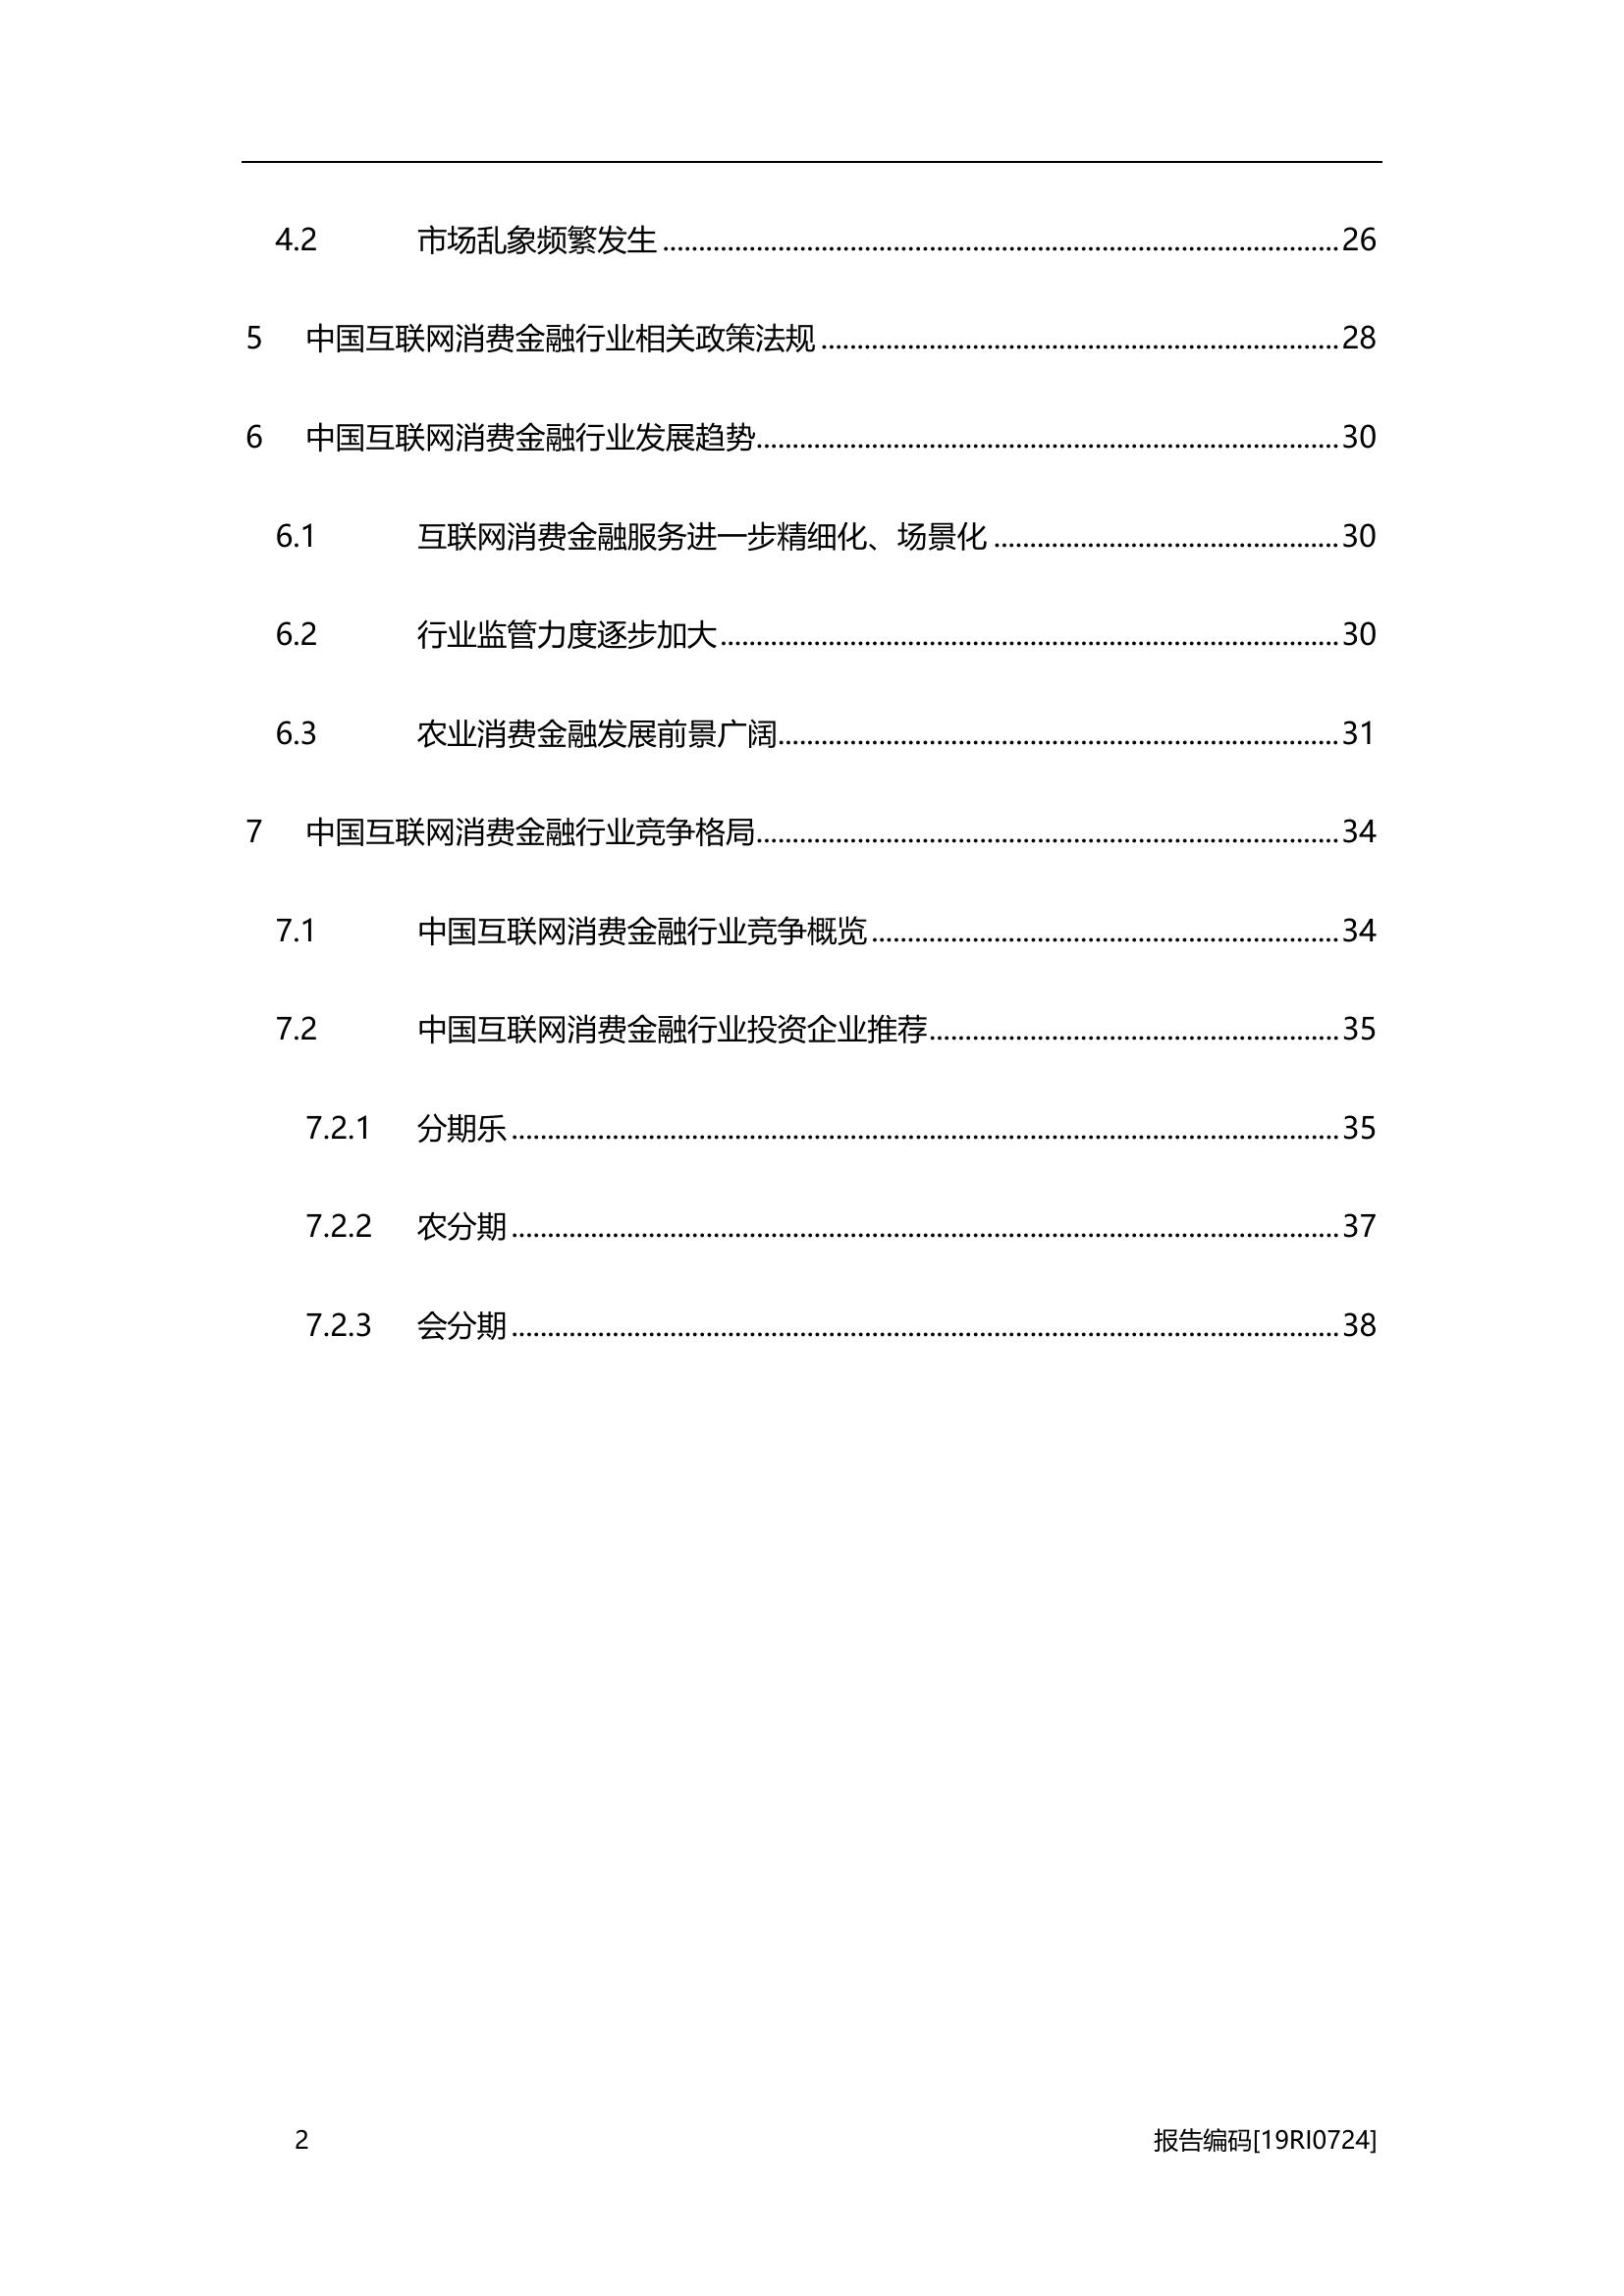 4.2 市场乱象频繁发生 26
5 中国互联网消费金融行业相关政策法规 28
6 中国互联网消费金融行业发展趋势 30
6.1 互联网消费金融服务进一步精细化、场景化 30
6.2 行业监管力度逐步加大 30
6.3 农业消费金融发展前景广阔 31
7 中国互联网消费金融行业竞争格局 34
7.1 中国互联网消费金融行业竞争概览 34
7.2 中国互联网消费金融行业投资企业推荐 35
7.2.1 分期乐 35
7.2.2 农分期 37
7.2.3 会分期 38
2 报告编码[19RI0724]